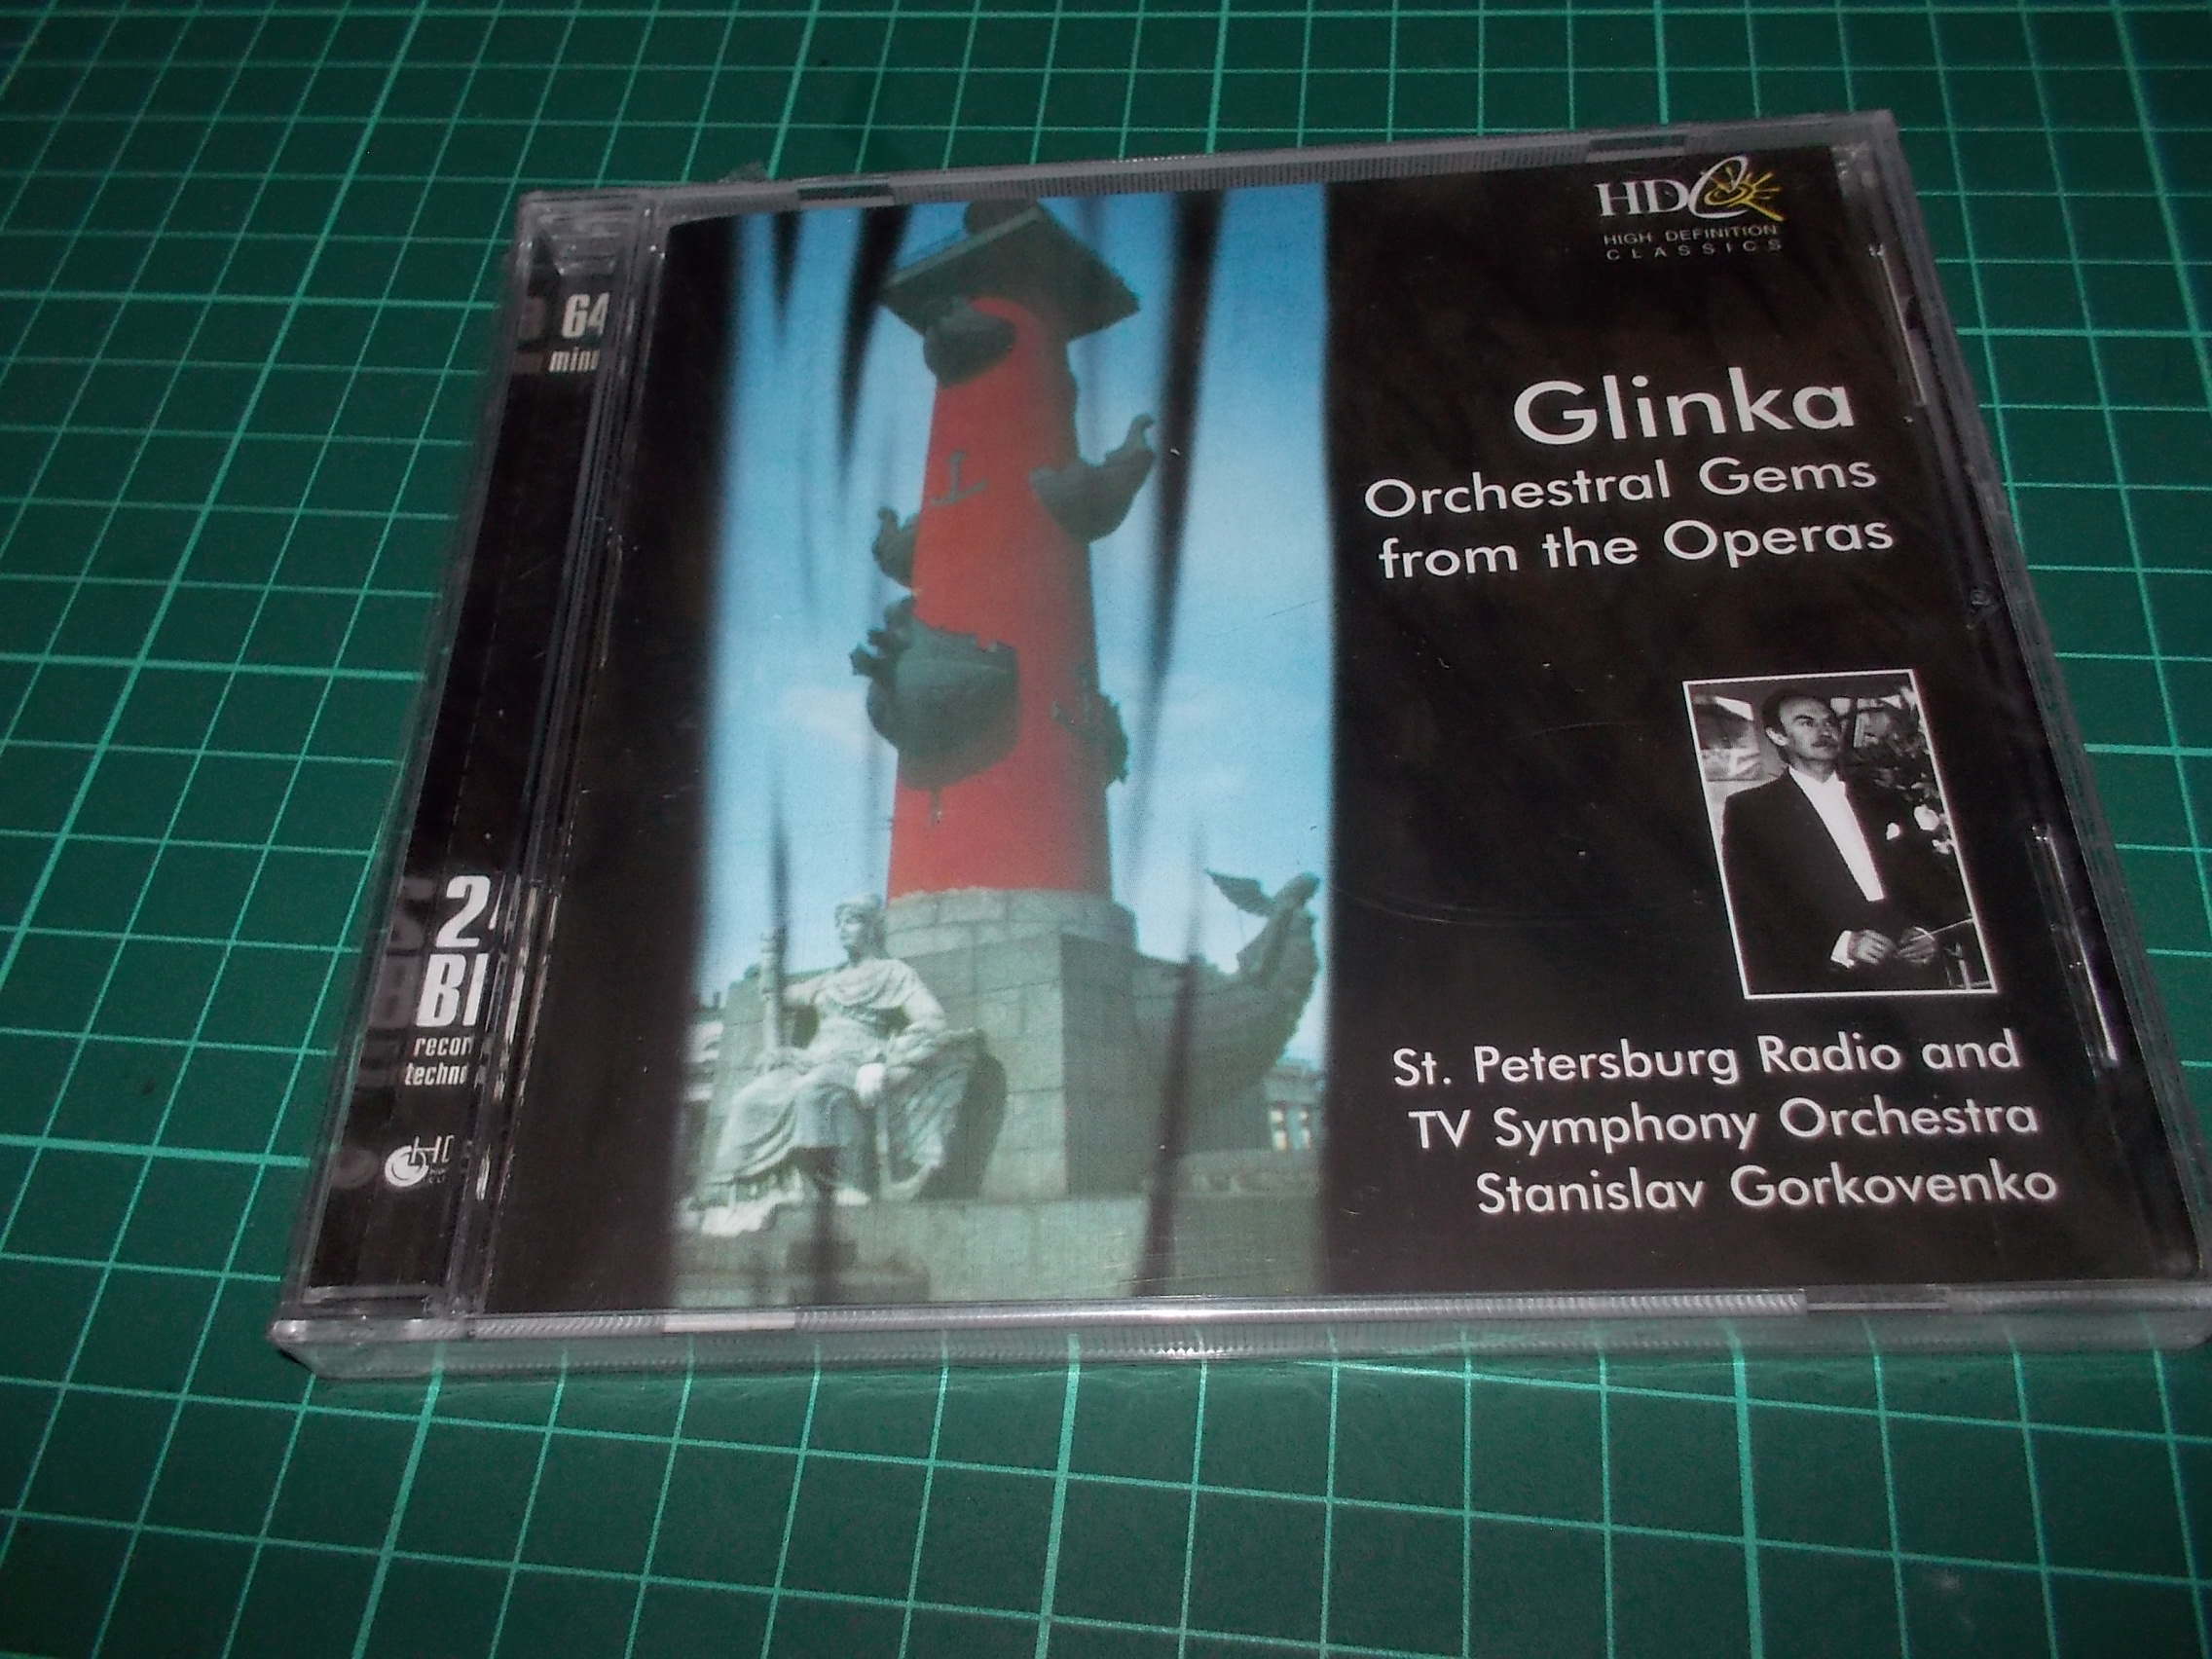 64
HDC
HIGH DEFINITION
CLASSICS
Glinka
Orchestral Gems
from the Operas
St. Petersburg Radio and
TV Symphony Orchestra
Stanislav Gorkovenko